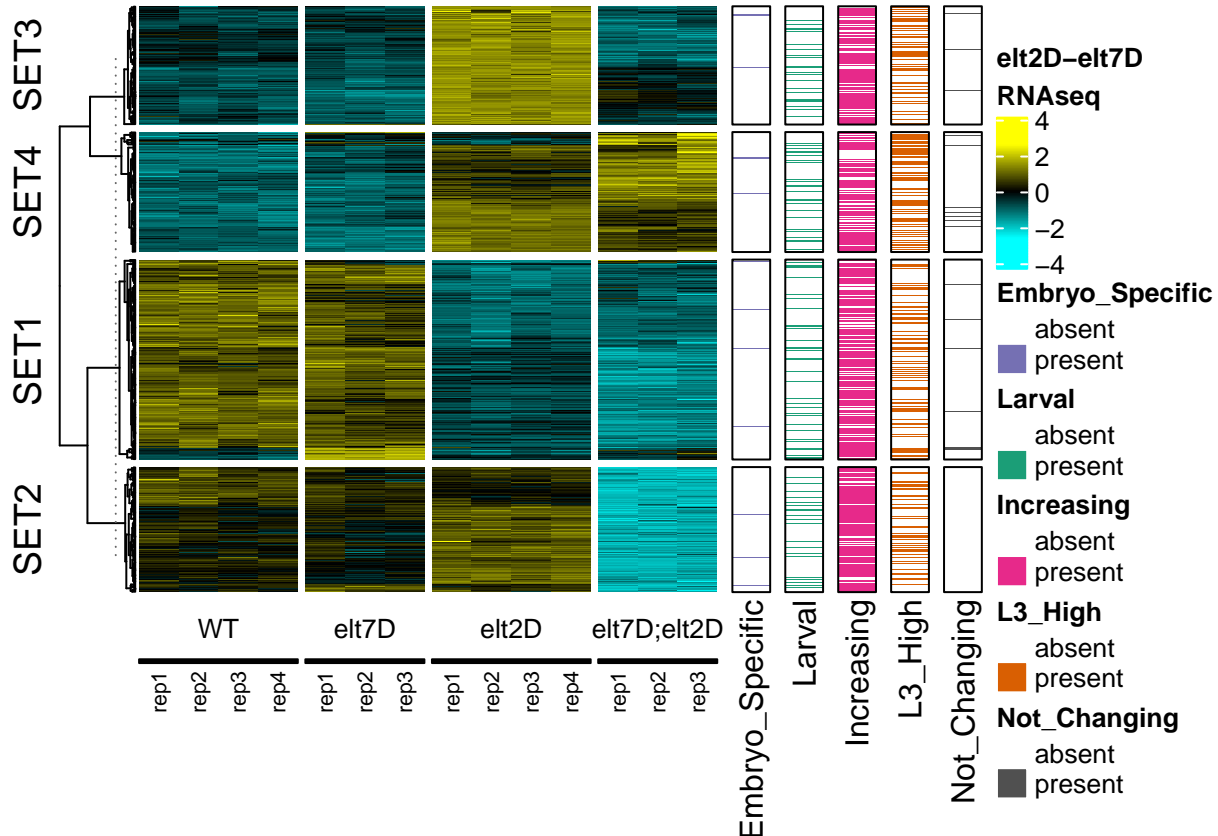 SET3
SET4
SET1
SET2
WT
elt7D
elt2D
elt7D;elt2D
rep1
rep2
rep3
rep4
rep1
rep2
rep3
rep1
rep2
rep3
rep4
rep1
rep2
rep3
Embryo_Specific
Larval
Increasing
L3_High
Not_Changing
elt2D−elt7D
RNAseq
4
2
0
−2
−4
Embryo_Specific
absent
present
Larval
absent
present
Increasing
absent
present
L3_High
absent
present
Not_Changing
absent
present